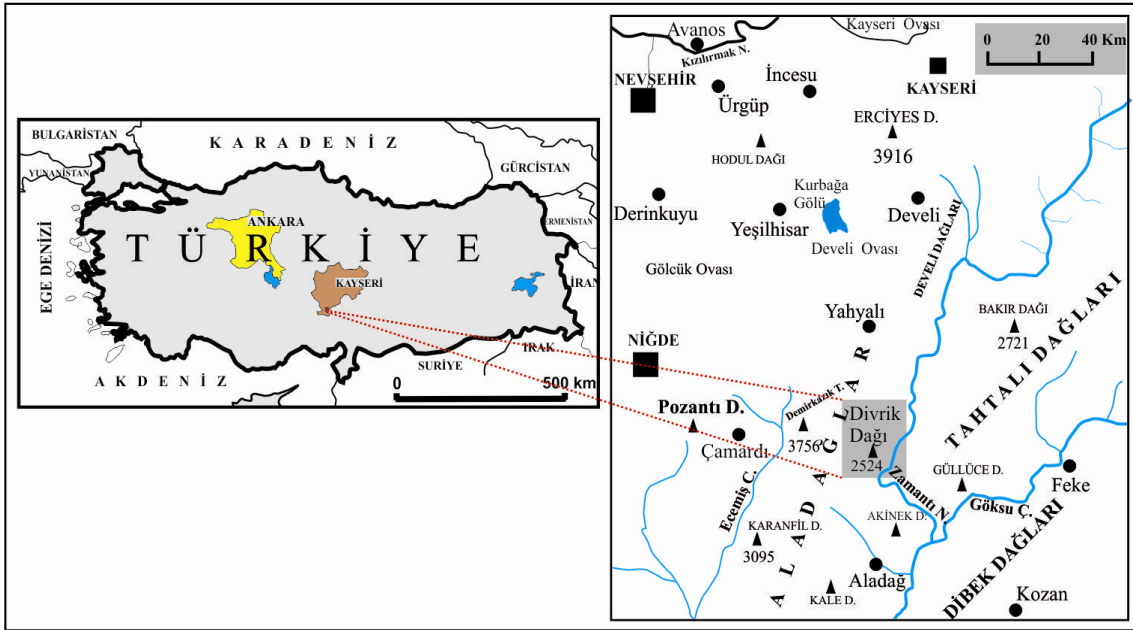 BULGARİSTAN
KARADENİZ
GÜRCİSTAN
YUNANİSTAN
ERMENİSTAN
ANKARA
TÜRKİYE
EGE DENİZİ
KAYSERİ
İRAN
IRAK
SURİYE
AKDENİZ
0 500 km
Avanos
Kayseri Ovası
Kızılırmak N.
0 20 40 Km
NEVŞEHİR
İncesu
KAYSERİ
Ürgüp
ERCİYES D.
3916
HODUL DAĞI
Kurbağa
Gölü
Derinkuyu
Yeşilhisar
Develi
Develi Ovası
DEVELİ DAĞLARI
Gölcük Ovası
Yahyalı
BAKIR DAĞI
2721
NİĞDE
TAHTALI DAĞLARI
Demirkazık T.
3756
Pozantı D.
Çamardı
Divrik
Dağı
2524
ALADAĞLAR
Ecemiş C.
Zamantı N.
GÜLLÜCE D.
Feke
Göksu Ç.
KARANFİL D.
3095
AKİNEK D.
Aladağ
KALE D.
DİBEK DAĞLARI
Kozan